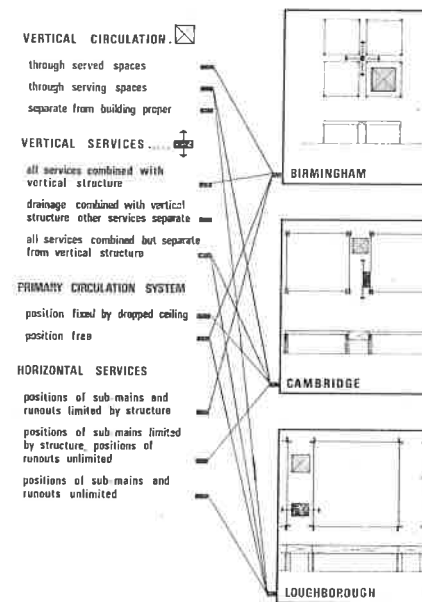 VERTICAL CIRCULATION.
through served spaces
through serving spaces
separate from building proper
VERTICAL SERVICES....
all services combined with
vertical structure
drainage combined with vertical
structure other services separate
all services combined but separate
from vertical structure
PRIMARY CIRCULATION SYSTEM
position fixed by dropped ceiling
position free
HORIZONTAL SERVICES
positions of sub-mains and
runouts limited by structure
positions of sub mains limited
by structure, positions of
runouts unlimited
positions of sub mains and
runouts unlimited
BIRMINGHAM
CAMBRIDGE
LOUGHBOROUGH